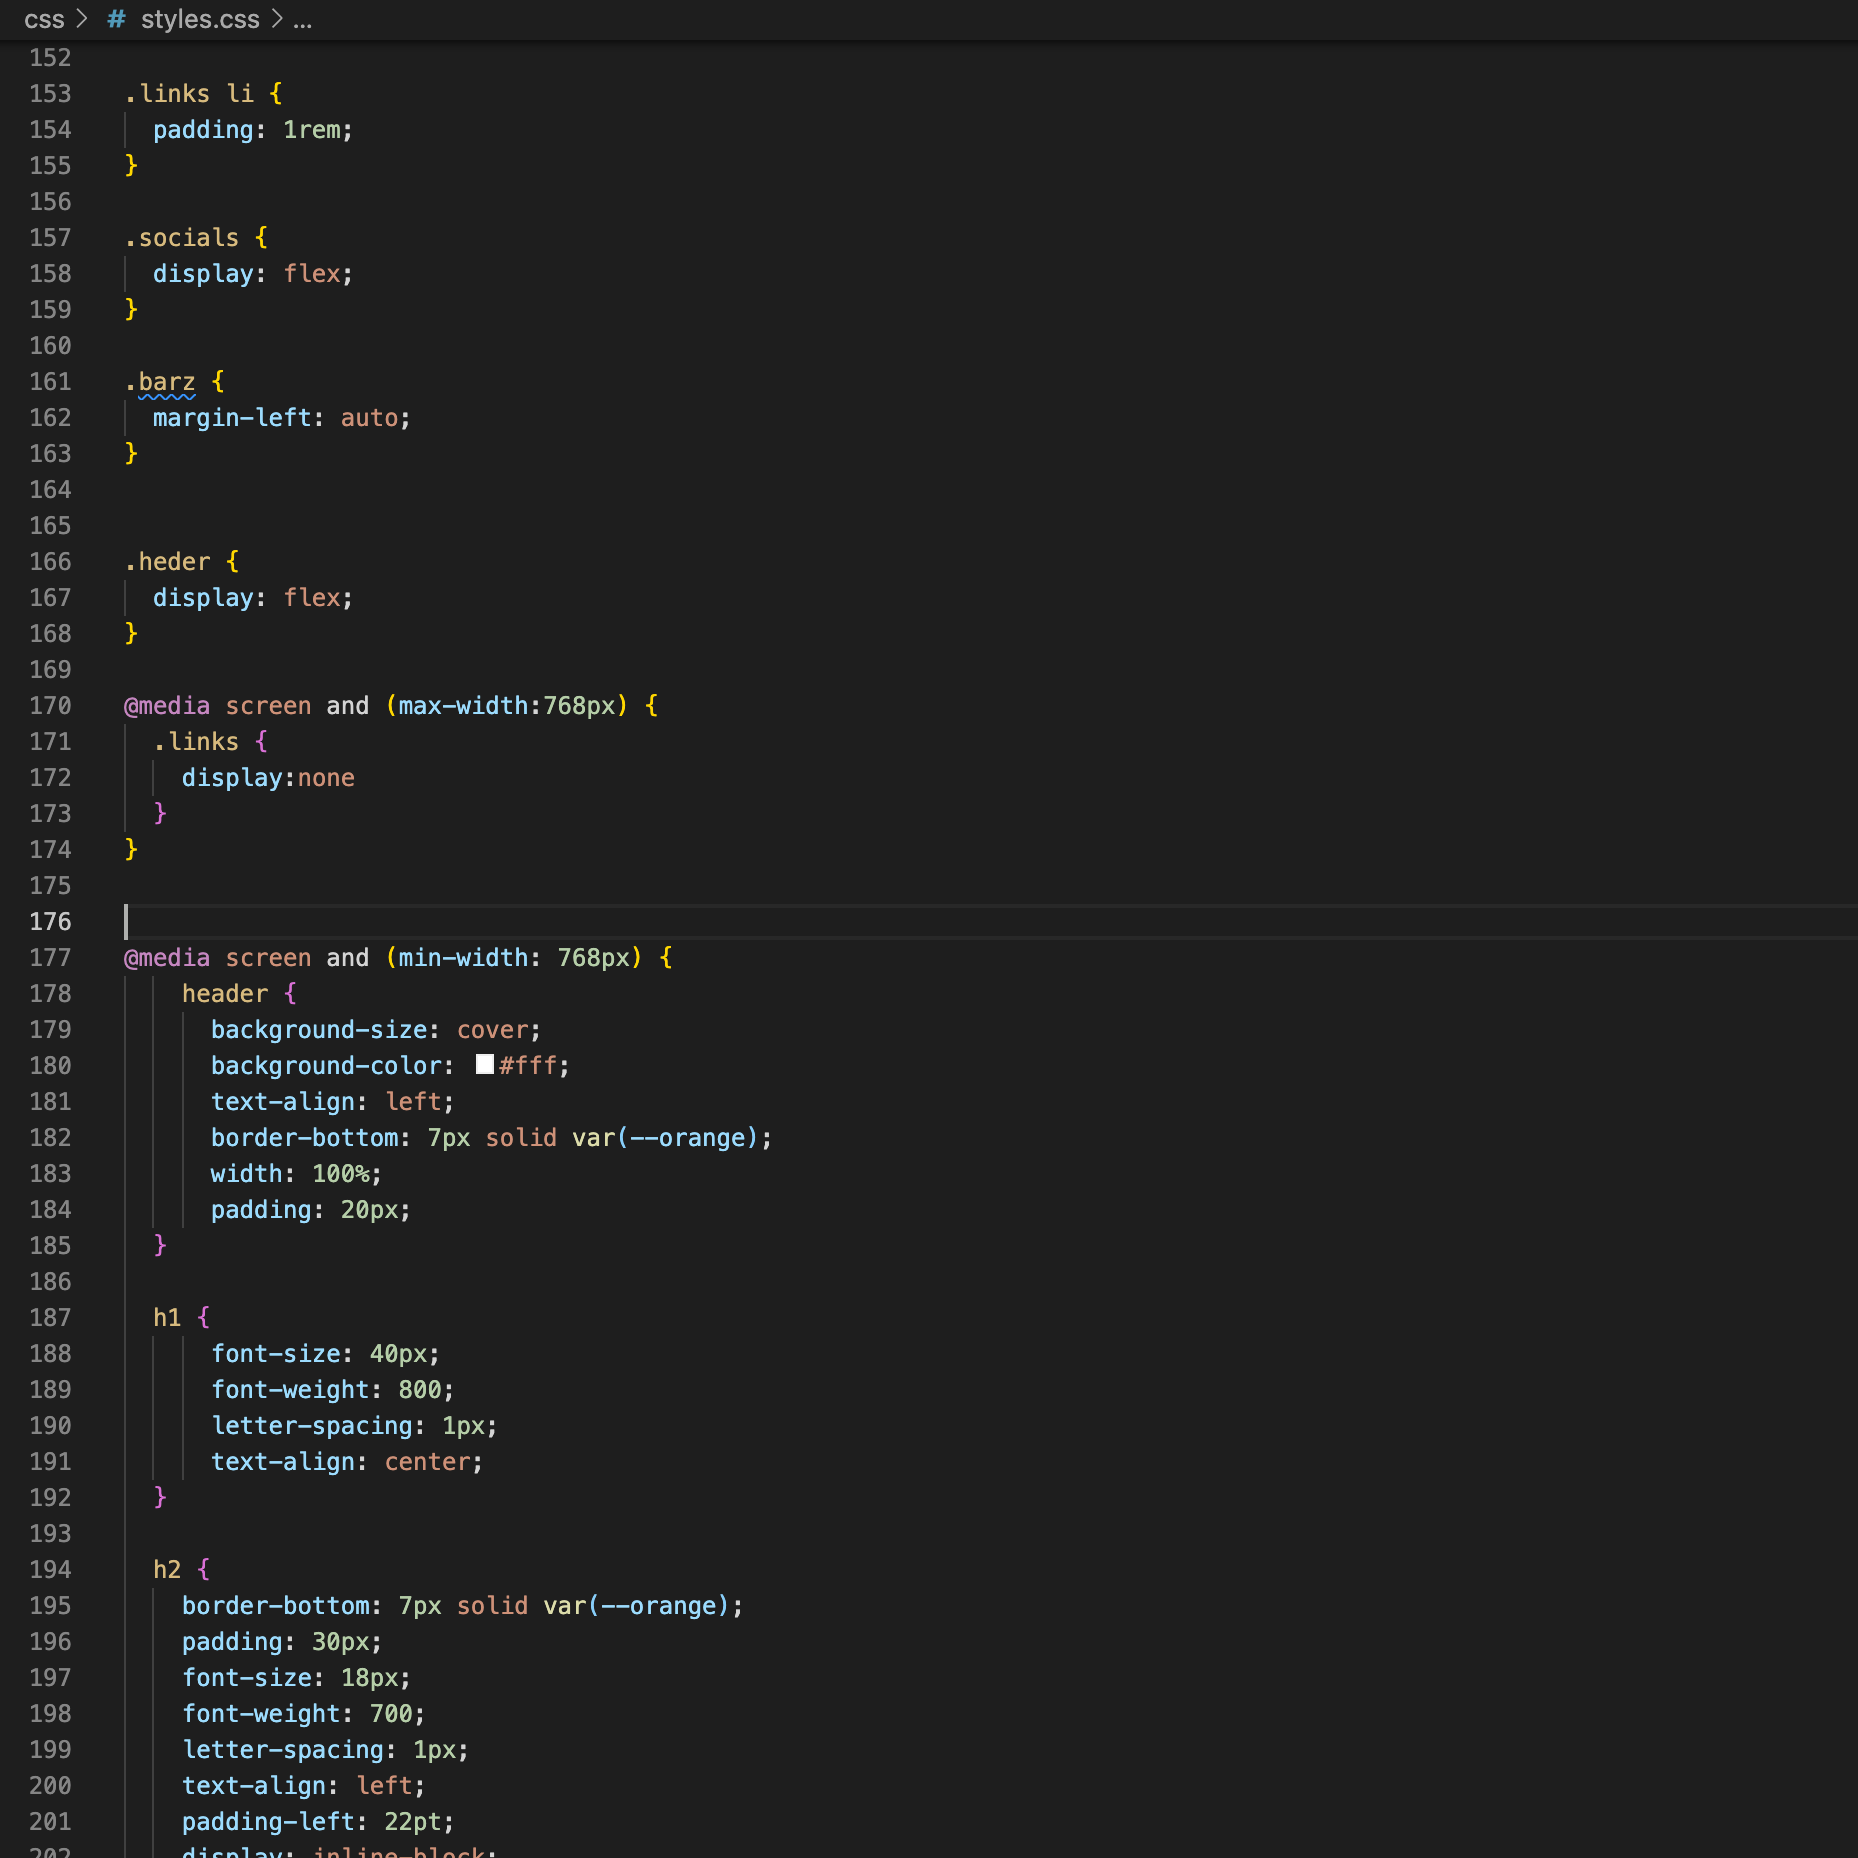 css > # styles.css > ...
152
153 .links li {
154 padding: 1rem;
155 }
156
157 .socials {
158 display: flex;
159 }
160
161 .barz {
162 margin-left: auto;
163 }
164
165
166 .heder {
167 display: flex;
168 }
169
170 @media screen and (max-width:768px) {
171 .links {
172 display:none
173 }
174 }
175
176
177 @media screen and (min-width: 768px) {
178 header {
179 background-size: cover;
180 background-color: #fff;
181 text-align: left;
182 border-bottom: 7px solid var(--orange);
183 width: 100%;
184 padding: 20px;
185 }
186
187 h1 {
188 font-size: 40px;
189 font-weight: 800;
190 letter-spacing: 1px;
191 text-align: center;
192 }
193
194 h2 {
195 border-bottom: 7px solid var(--orange);
196 padding: 30px;
197 font-size: 18px;
198 font-weight: 700;
199 letter-spacing: 1px;
200 text-align: left;
201 padding-left: 22pt;
202 display: inline-block;